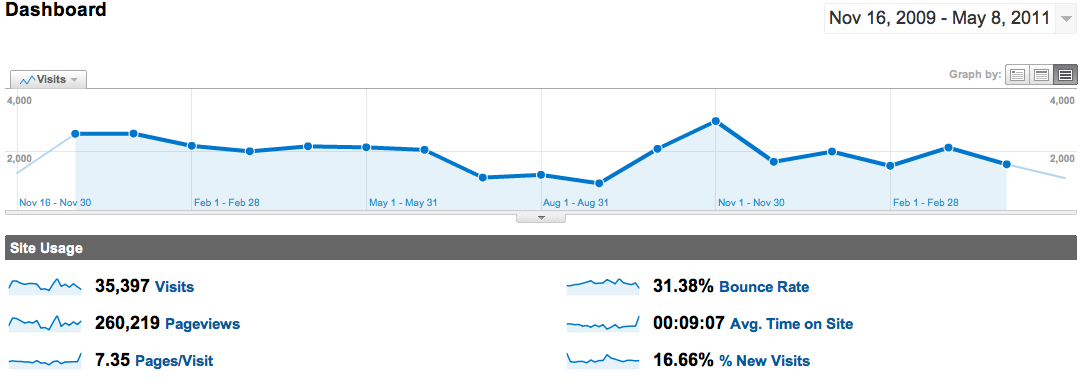 Dashboard
Nov 16, 2009 - May 8, 2011
Visits
Graph by:
4,000 4,000
2,000 2,000
Nov 16 - Nov 30 Feb 1 - Feb 28 May 1 - May 31 Aug 1 - Aug 31 Nov 1 - Nov 30 Feb 1 - Feb 28
Site Usage
35,397 Visits 31.38% Bounce Rate
260,219 Pageviews 00:09:07 Avg. Time on Site
7.35 Pages/Visit 16.66% % New Visits